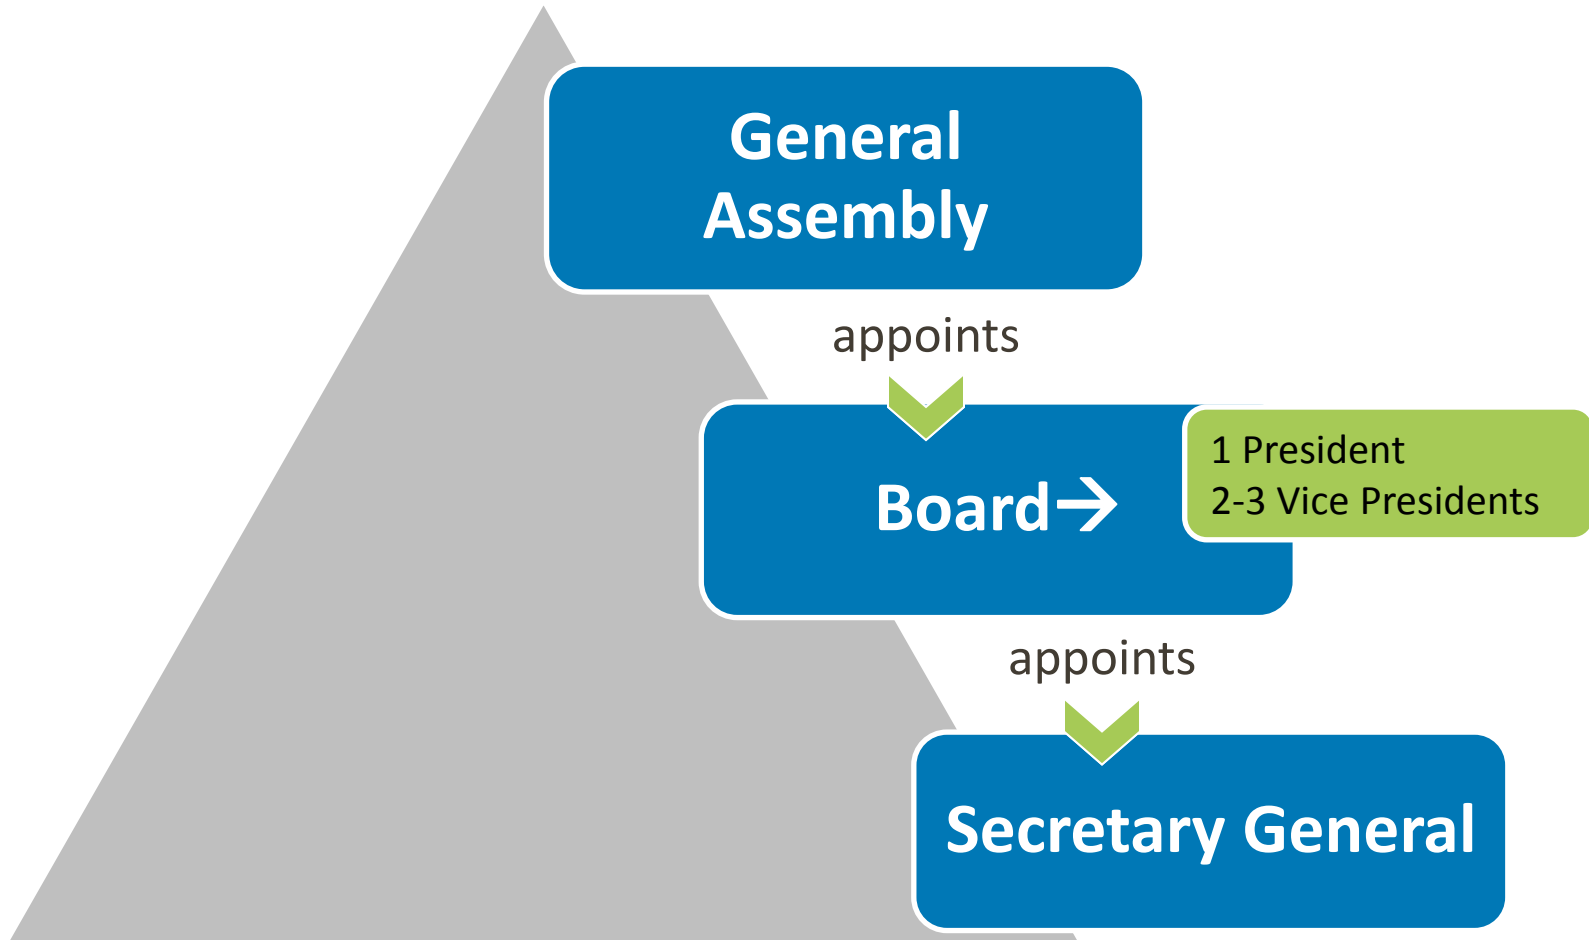 General
Assembly
appoints
Board→
1 President
2-3 Vice Presidents
appoints
Secretary General